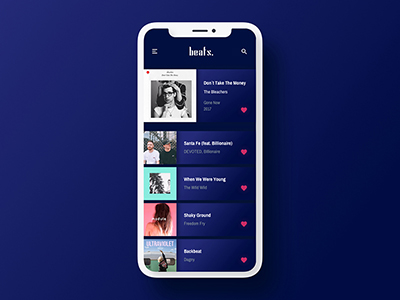 beats.
Don't Take The Money
The Bleachers
Gone Now
2017
Santa Fe (feat. Billionaire)
DEVOTED, Billionaire
When We Were Young
The Wild Wild
Shaky Ground
Freedom Fry
ULTRAVIOLET
Backbeat
Dagny